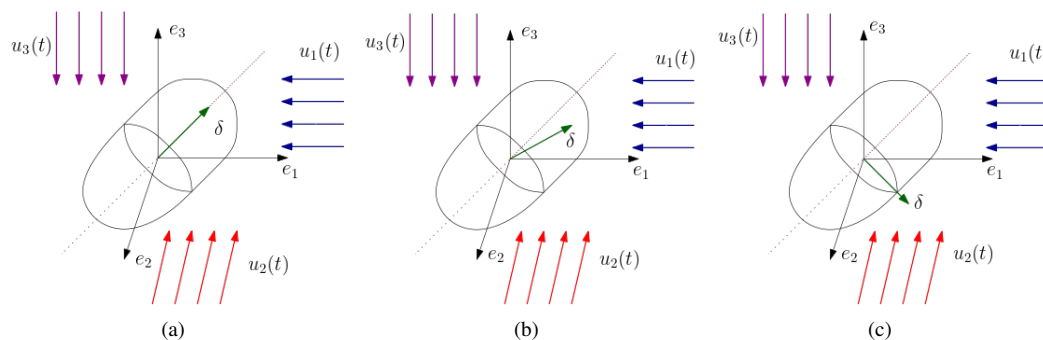 u₃(t)
e₃
u₁(t)
δ
e₁
e₂
u₂(t)
(a)
u₃(t)
e₃
u₁(t)
δ
e₁
e₂
u₂(t)
(b)
u₃(t)
e₃
u₁(t)
e₁
δ
e₂
u₂(t)
(c)